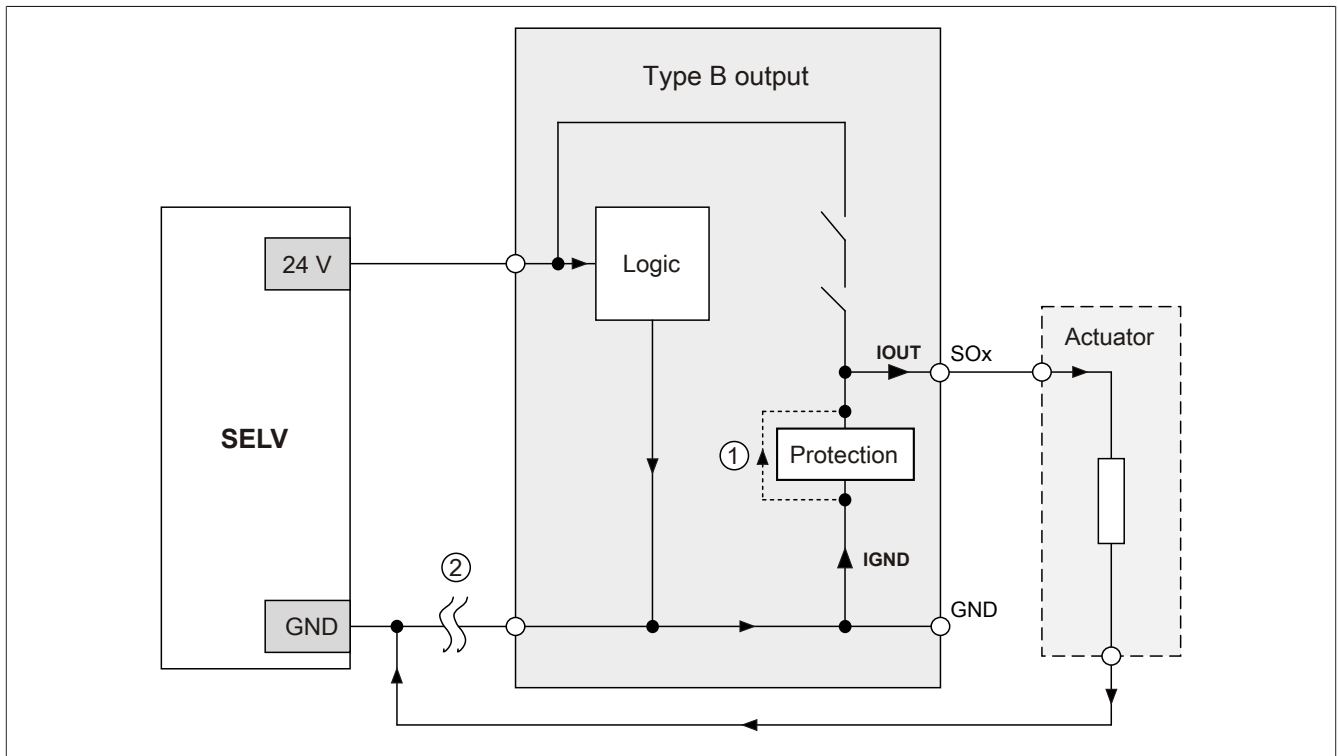 Type B output
24 V
Logic
Actuator
IOUT
SOx
SELV
①
Protection
②
IGND
GND
GND